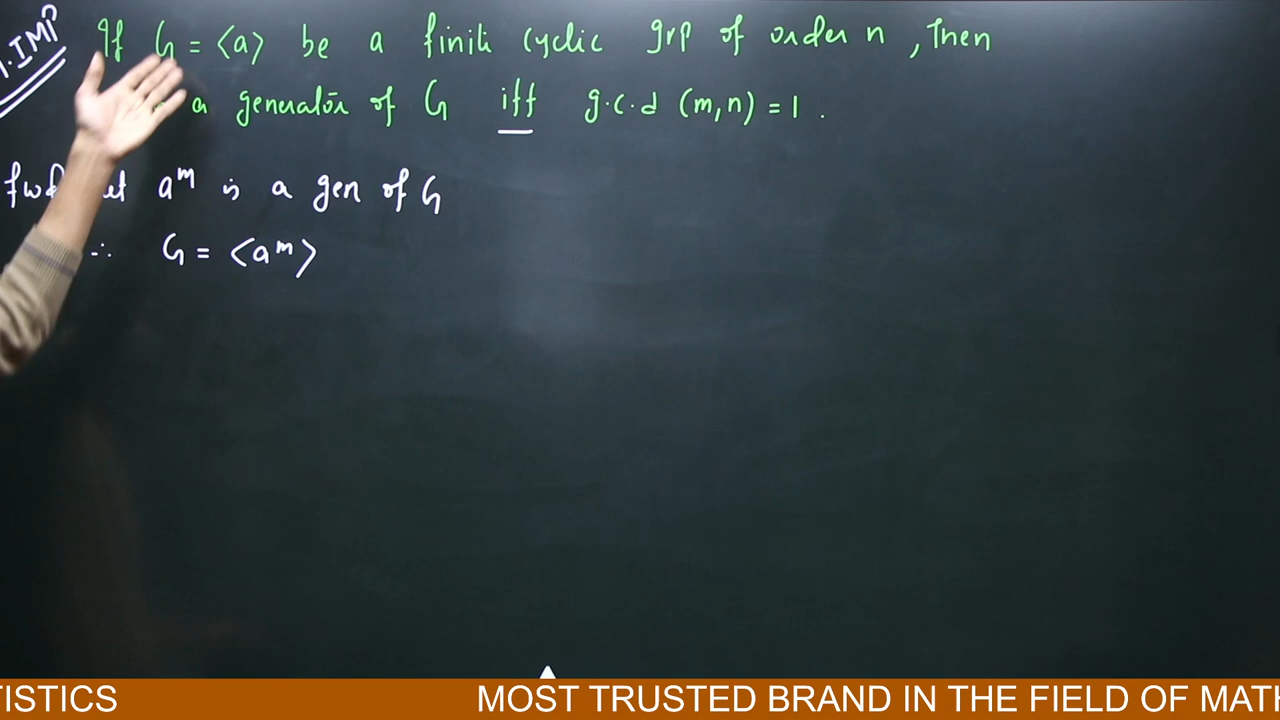 V.IMP
If G = <a> be a finite cyclic grp of order n , Then
a generator of G iff g.c.d (m,n) = 1 .
a^m is a gen of G
∴ G = <a^m>
TISTICS MOST TRUSTED BRAND IN THE FIELD OF MATH